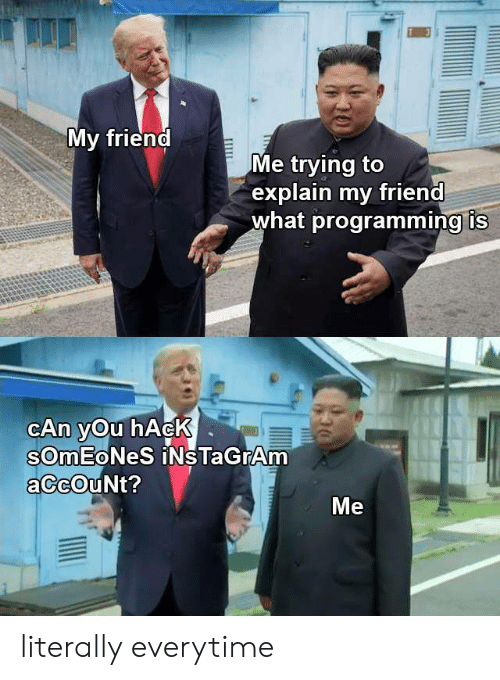 My friend
Me trying to
explain my friend
what programming is
cAn yOu hAcK
sOmEoNeS iNsTaGrAm
aCcOuNt?
Me
literally everytime